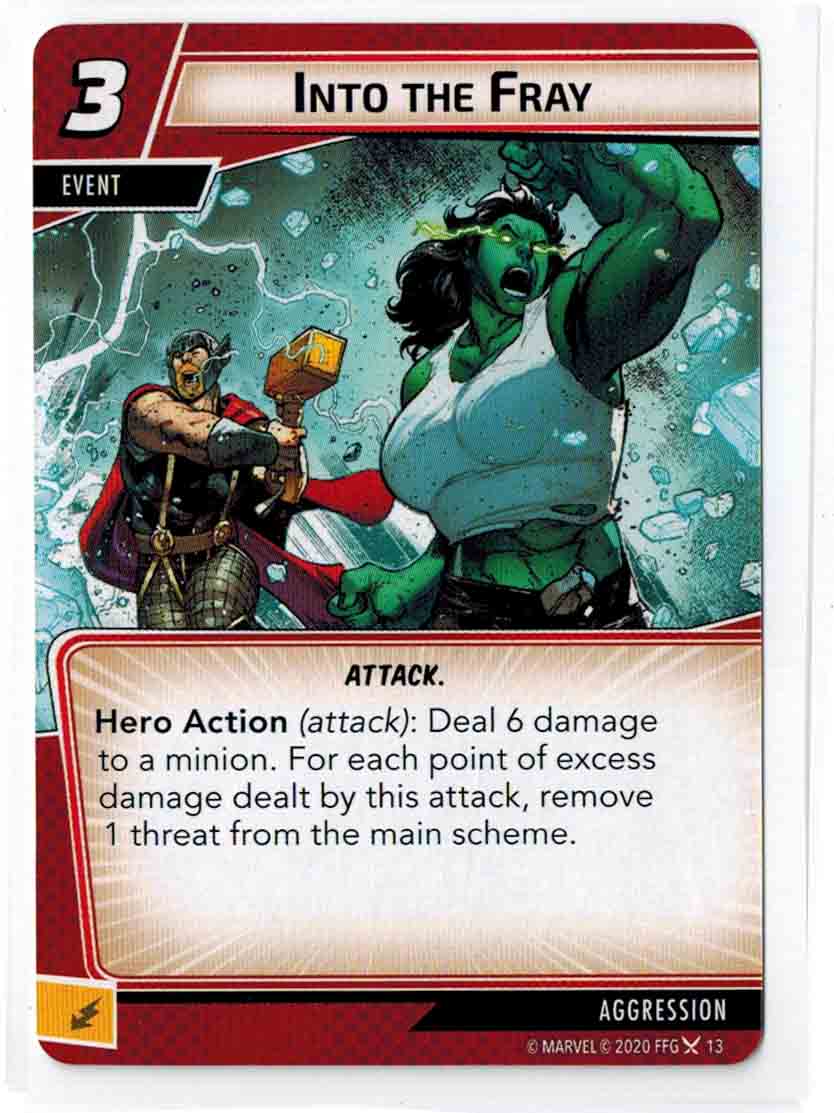 3
INTO THE FRAY
EVENT
ATTACK.
Hero Action (attack): Deal 6 damage
to a minion. For each point of excess
damage dealt by this attack, remove
1 threat from the main scheme.
AGGRESSION
© MARVEL © 2020 FFG 13